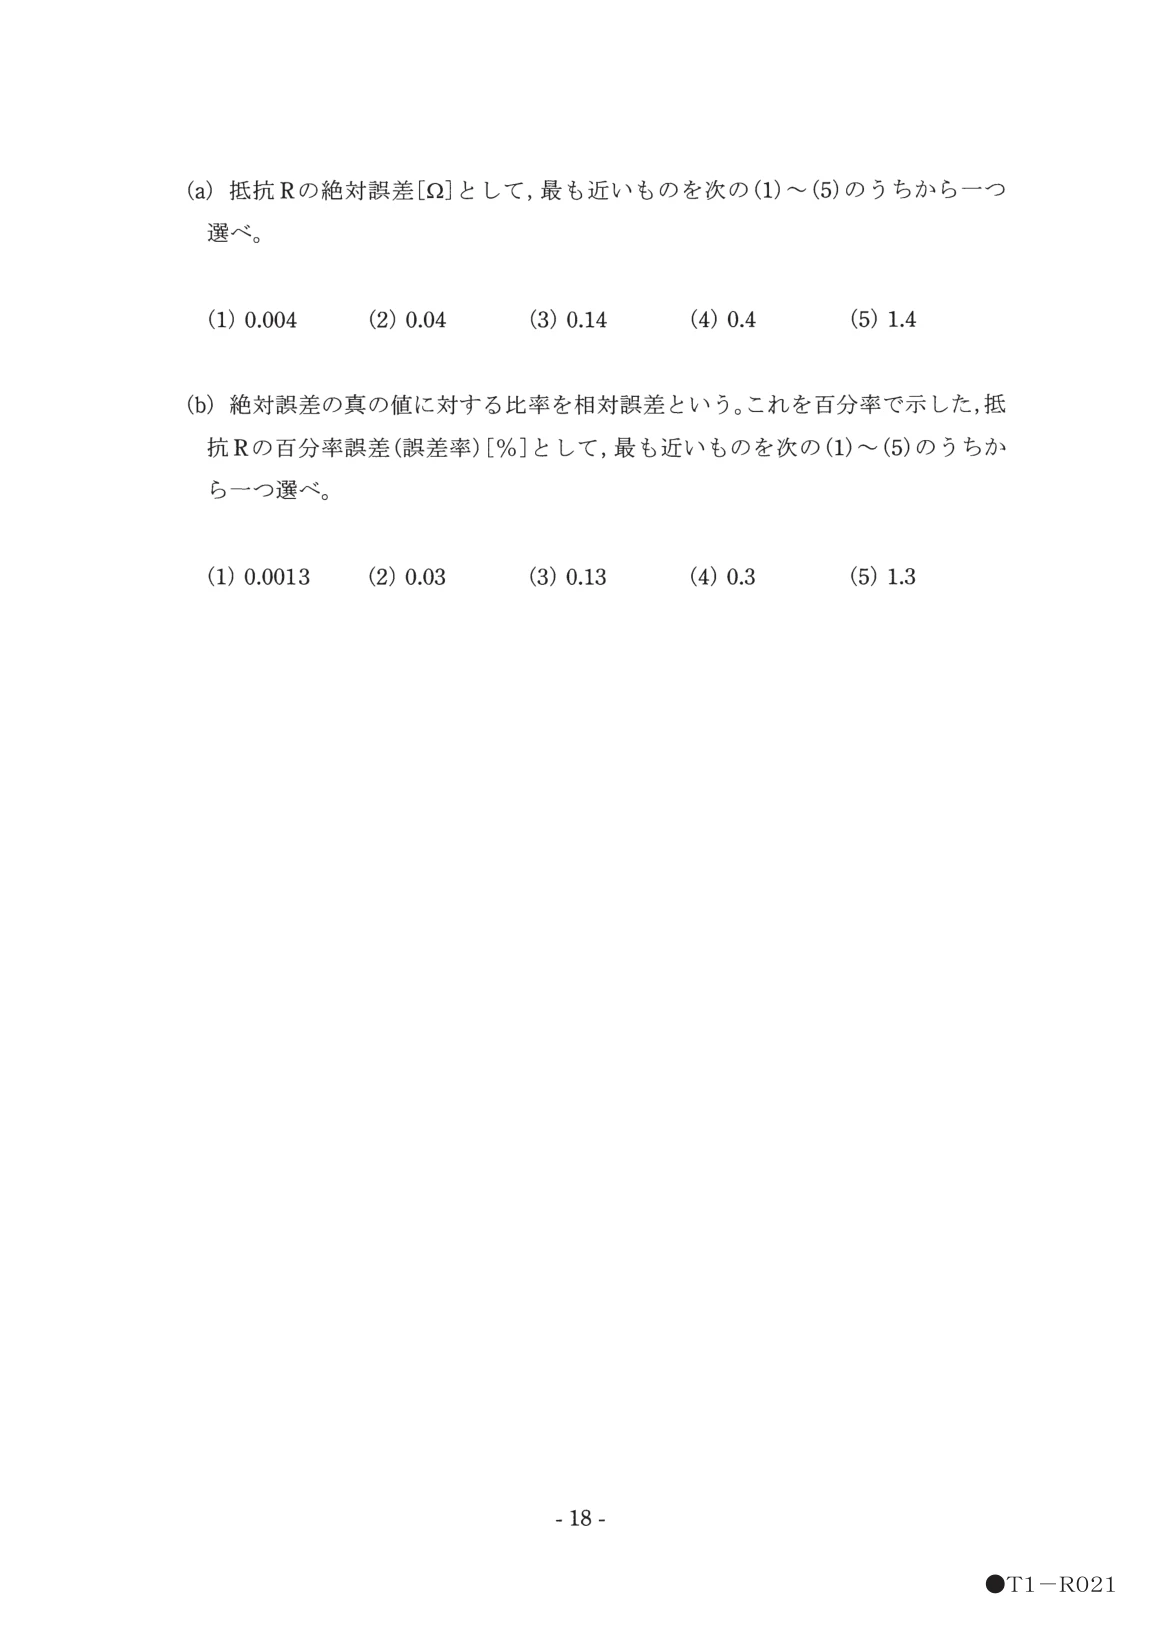 (a) 抵抗Rの絶対誤差[Ω]として,最も近いものを次の(1)～(5)のうちから一つ
選べ。
(1) 0.004 (2) 0.04 (3) 0.14 (4) 0.4 (5) 1.4
(b) 絶対誤差の真の値に対する比率を相対誤差という。これを百分率で示した,抵
抗Rの百分率誤差(誤差率)[%]として,最も近いものを次の(1)～(5)のうちか
ら一つ選べ。
(1) 0.0013 (2) 0.03 (3) 0.13 (4) 0.3 (5) 1.3
- 18 -
●T1－R021